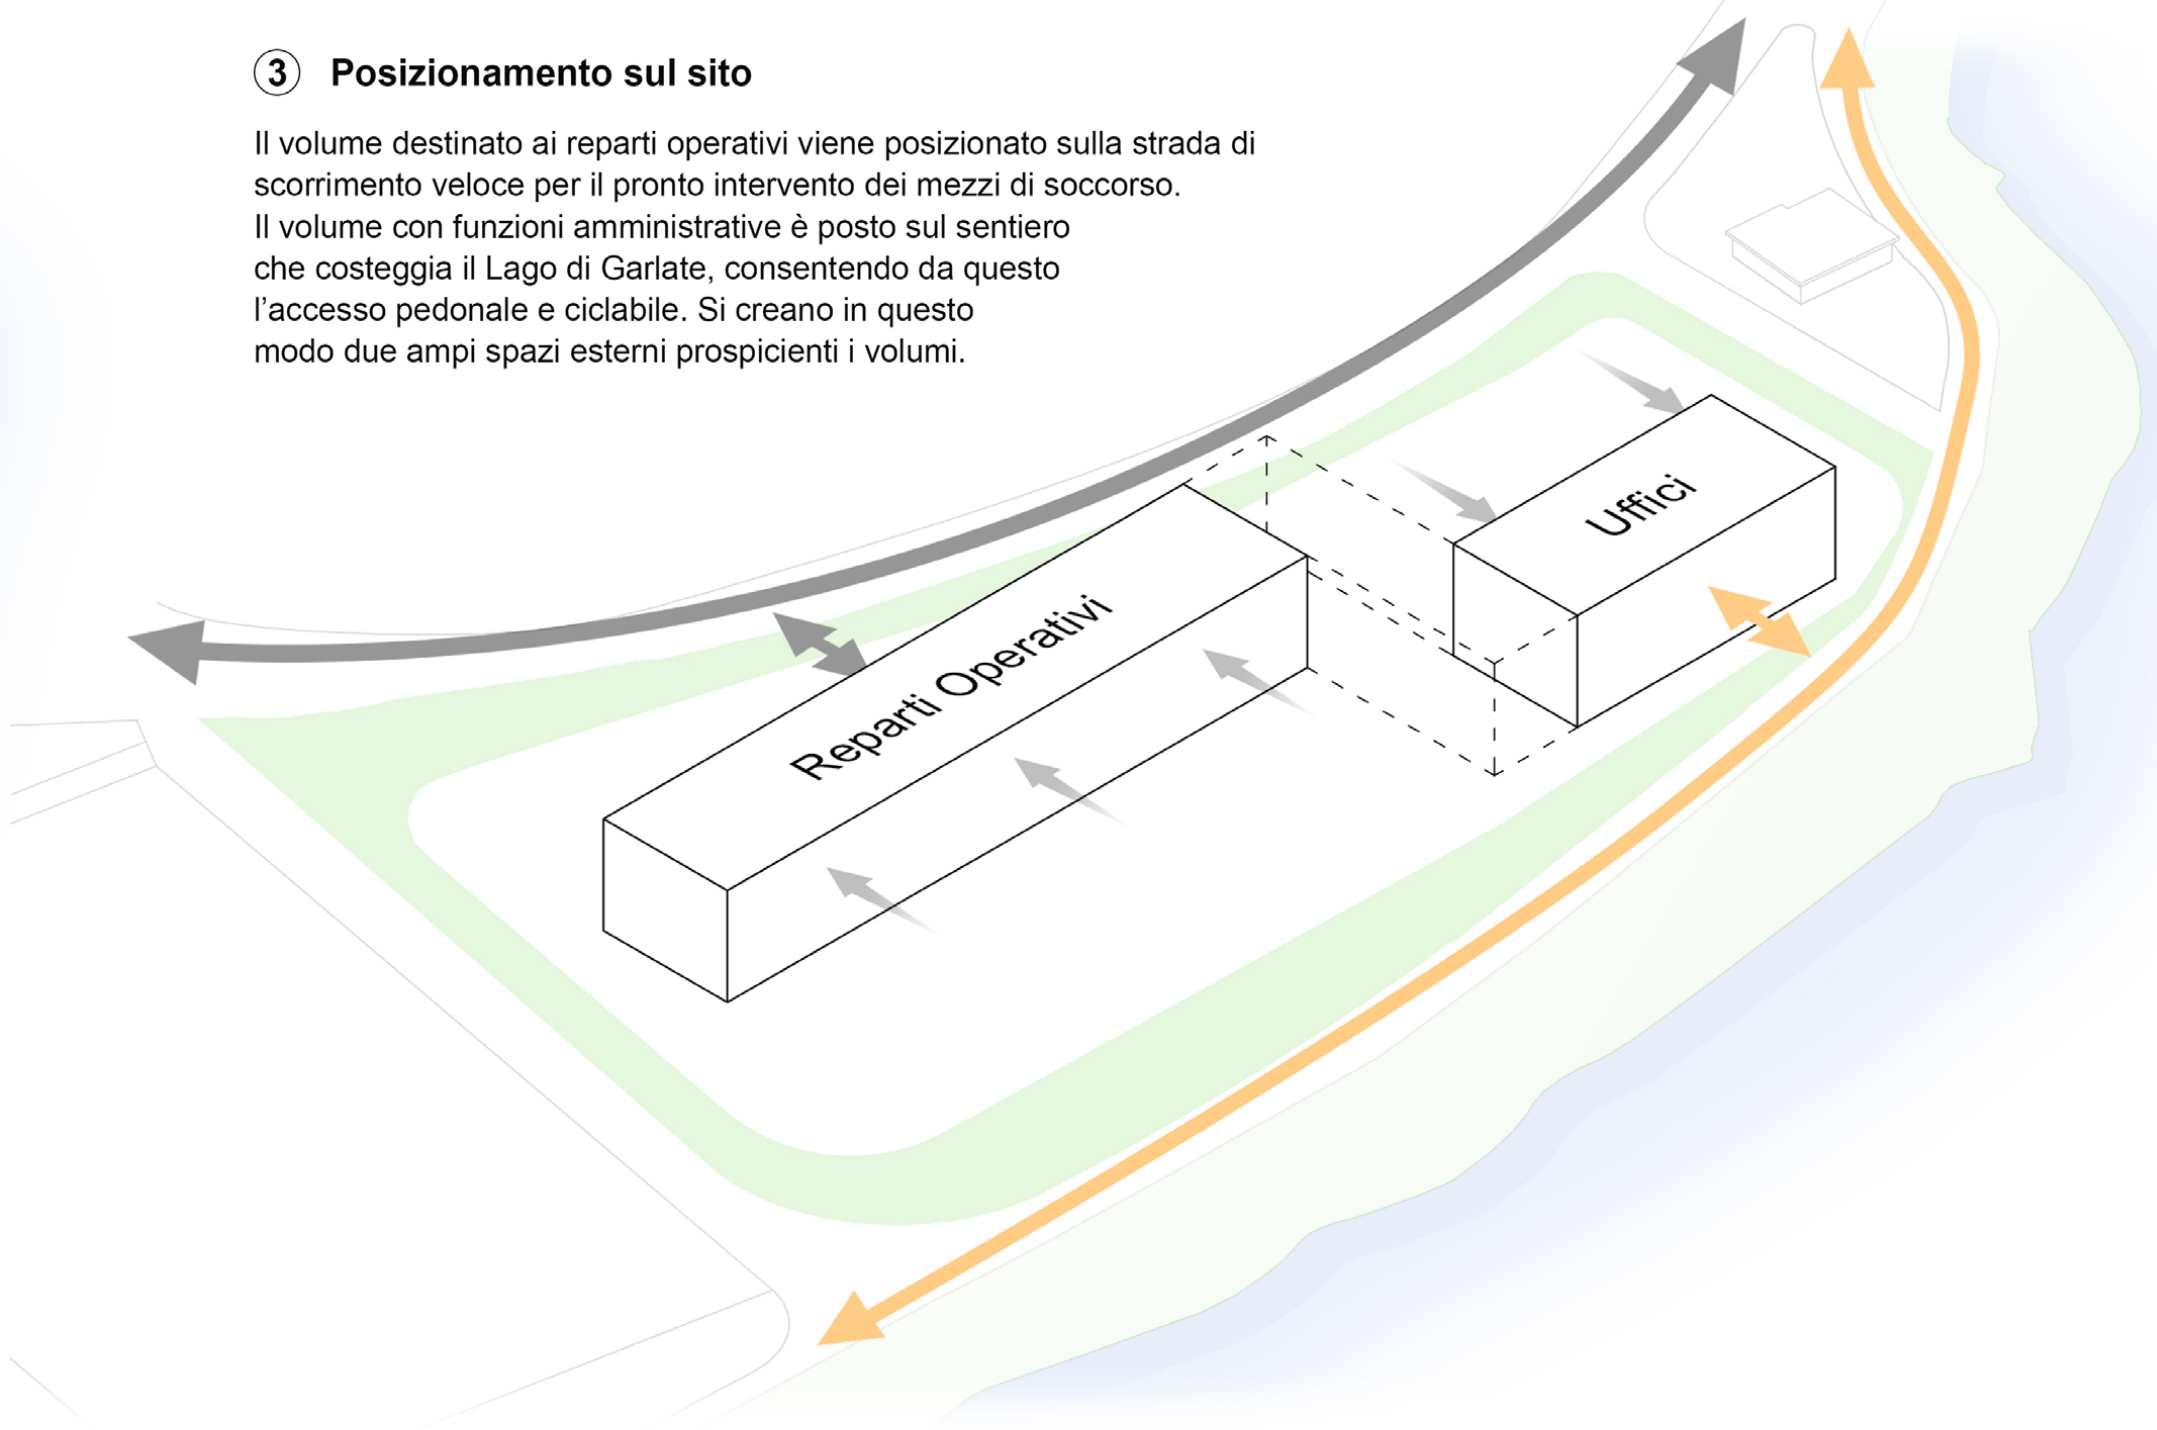 3 Posizionamento sul sito
Il volume destinato ai reparti operativi viene posizionato sulla strada di
scorrimento veloce per il pronto intervento dei mezzi di soccorso.
Il volume con funzioni amministrative è posto sul sentiero
che costeggia il Lago di Garlate, consentendo da questo
l’accesso pedonale e ciclabile. Si creano in questo
modo due ampi spazi esterni prospicienti i volumi.
Uffici
Reparti Operativi